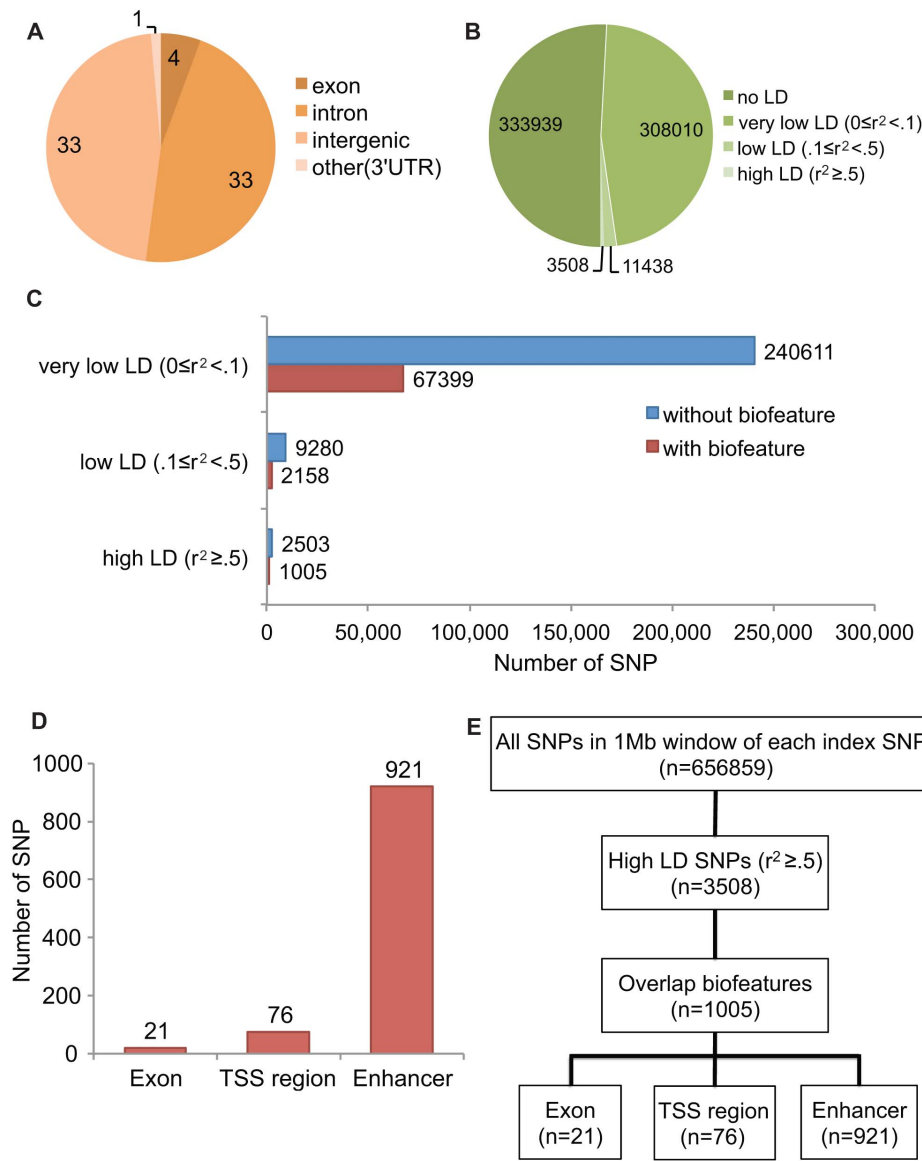 A
1
4
33
33
exon
intron
intergenic
other(3'UTR)
B
333939
308010
3508
11438
no LD
very low LD (0≤r²<.1)
low LD (.1≤r²<.5)
high LD (r²≥.5)
C
very low LD (0≤r²<.1)
240611
67399
low LD (.1≤r²<.5)
9280
2158
high LD (r²≥.5)
2503
1005
without biofeature
with biofeature
0 50,000 100,000 150,000 200,000 250,000 300,000
Number of SNP
D
Number of SNP
1000
800
600
400
200
0
21
76
921
Exon TSS region Enhancer
E
All SNPs in 1Mb window of each index SNP
(n=656859)
High LD SNPs (r²≥.5)
(n=3508)
Overlap biofeatures
(n=1005)
Exon
(n=21)
TSS region
(n=76)
Enhancer
(n=921)